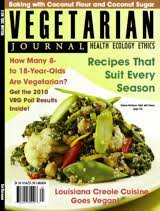 Baking with Coconut Flour and Coconut Sugar
VEGETARIAN
JOURNAL
HEALTH ECOLOGY ETHICS
How Many 8-
to 18-Year-Olds
Are Vegetarian?
Get the 2010
VRG Poll Results
Inside!
Recipes That
Suit Every
Season
Louisiana Creole Cuisine
Goes Vegan!